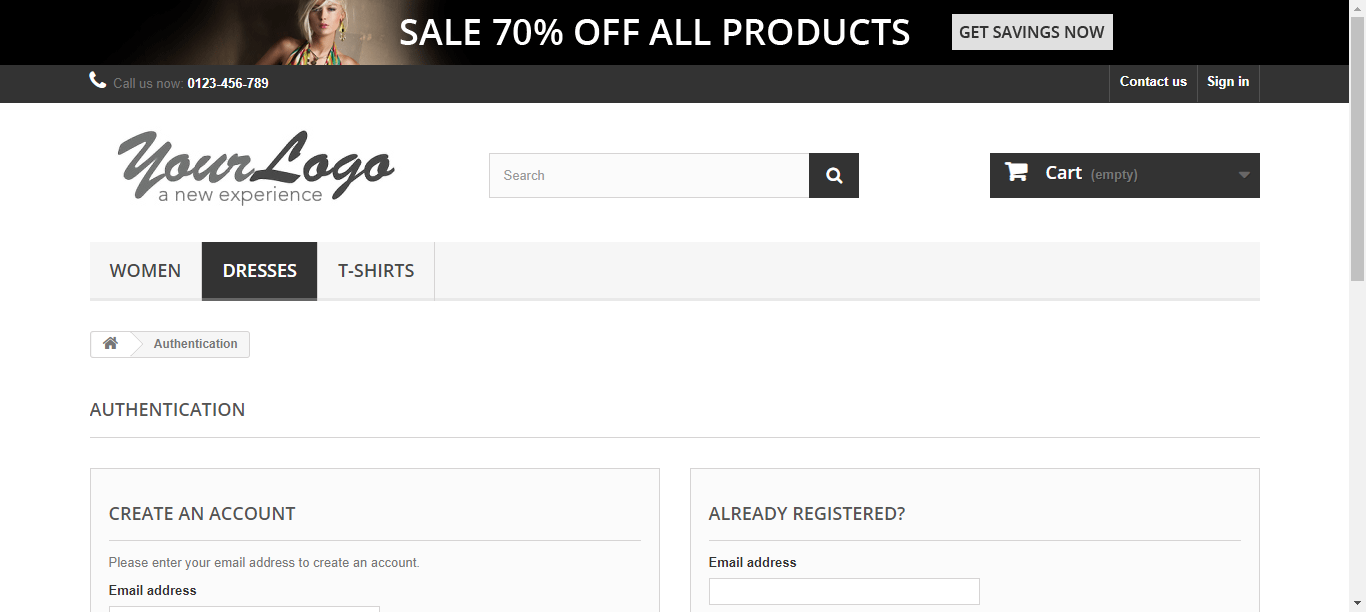 SALE 70% OFF ALL PRODUCTS GET SAVINGS NOW
Call us now: 0123-456-789 Contact us Sign in
Your Logo
a new experience
Search
Cart (empty)
WOMEN DRESSES T-SHIRTS
Authentication
AUTHENTICATION
CREATE AN ACCOUNT
Please enter your email address to create an account.
Email address
ALREADY REGISTERED?
Email address